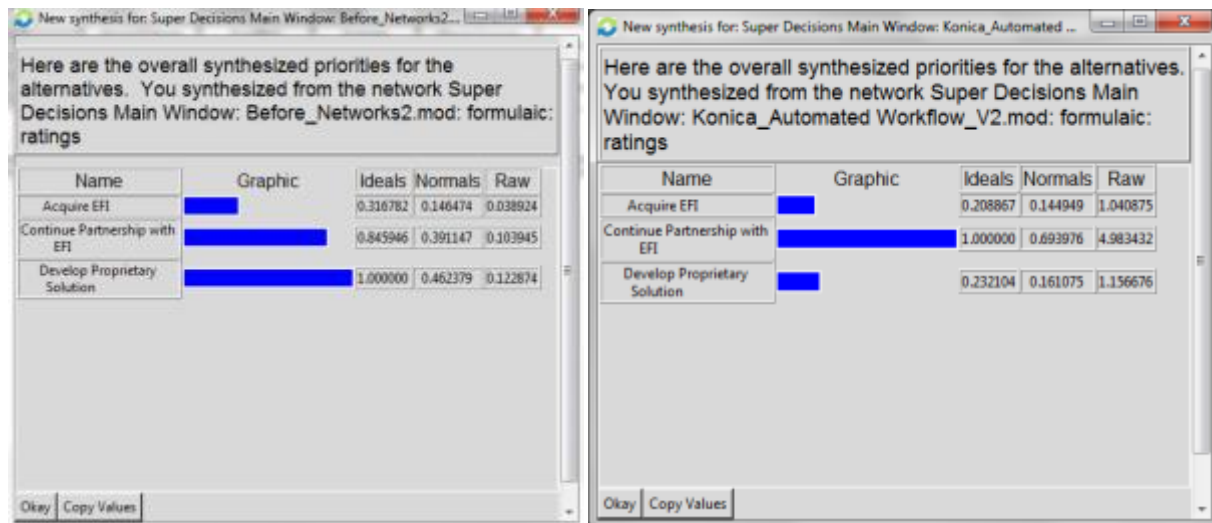 New synthesis for: Super Decisions Main Window: Before_Networks2...
Here are the overall synthesized priorities for the
alternatives. You synthesized from the network Super
Decisions Main Window: Before_Networks2.mod: formulaic:
ratings
Name Graphic Ideals Normals Raw
Acquire EFI 0.316782 0.146474 0.038924
Continue Partnership with
EFI 0.845946 0.391147 0.103945
Develop Proprietary
Solution 1.000000 0.462379 0.122874
Okay Copy Values
New synthesis for: Super Decisions Main Window: Konica_Automated ...
Here are the overall synthesized priorities for the alternatives.
You synthesized from the network Super Decisions Main
Window: Konica_Automated Workflow_V2.mod: formulaic:
ratings
Name Graphic Ideals Normals Raw
Acquire EFI 0.208867 0.144949 1.040875
Continue Partnership with
EFI 1.000000 0.693976 4.983432
Develop Proprietary
Solution 0.232104 0.161075 1.156676
Okay Copy Values